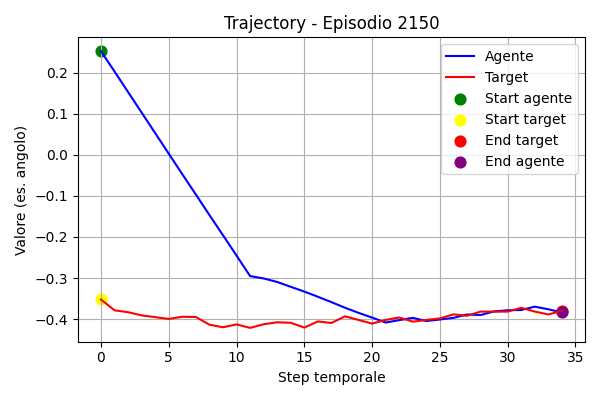 Trajectory - Episodio 2150
Valore (es. angolo)
0.2
0.1
0.0
−0.1
−0.2
−0.3
−0.4
Agente
Target
Start agente
Start target
End target
End agente
0 5 10 15 20 25 30 35
Step temporale